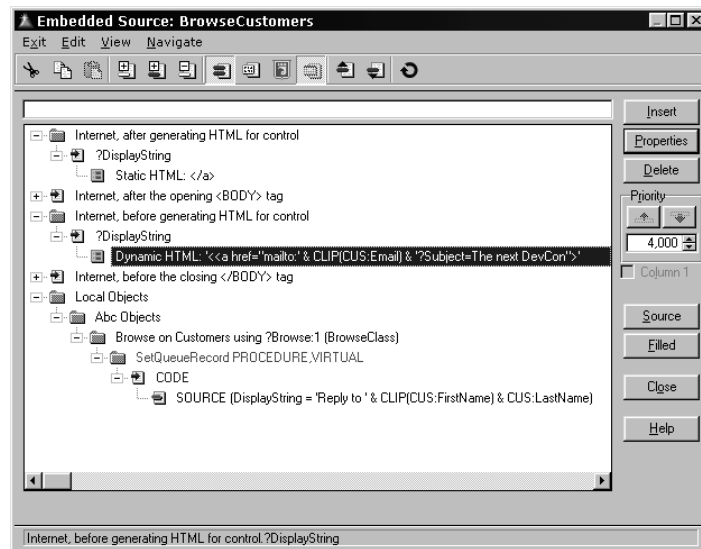 Embedded Source: BrowseCustomers
Exit Edit View Navigate
Insert
Internet, after generating HTML for control
?DisplayString
Static HTML: </a>
Internet, after the opening <BODY> tag
Internet, before generating HTML for control
?DisplayString
Dynamic HTML: '<<a href="mailto:' & CLIP(CUS:Email) & '?Subject=The next DevCon">'
Internet, before the closing </BODY> tag
Local Objects
Abc Objects
Browse on Customers using ?Browse:1 (BrowseClass)
SetQueueRecord PROCEDURE,VIRTUAL
CODE
SOURCE (DisplayString = 'Reply to ' & CLIP(CUS:FirstName) & CUS:LastName)
Properties
Delete
Priority
4,000
Column 1
Source
Filled
Close
Help
Internet, before generating HTML for control.?DisplayString